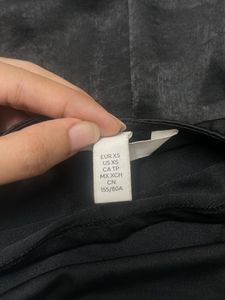 EUR XS
US XS
CA TP
MX XCH
CN
155/80A